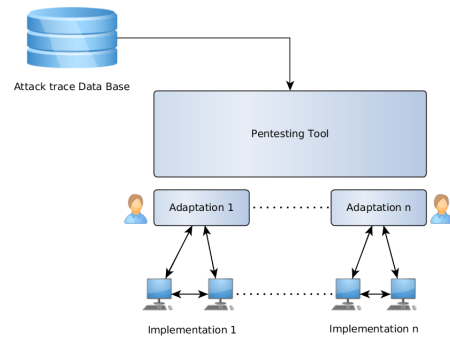 Attack trace Data Base
Pentesting Tool
Adaptation 1
Adaptation n
Implementation 1
Implementation n